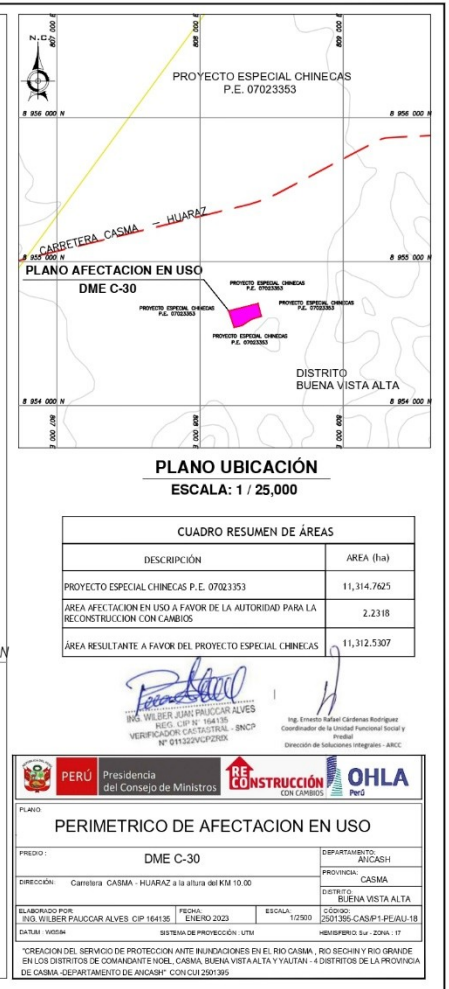 N.C.
807 000 E
808 000 E
809 000 E
PROYECTO ESPECIAL CHINECAS
P.E. 07023353
8 956 000 N
8 956 000 N
CARRETERA CASMA - HUARAZ
8 955 000 N
8 955 000 N
PLANO AFECTACION EN USO
DME C-30
PROYECTO ESPECIAL CHINECAS
P.E. 07023353
PROYECTO ESPECIAL CHINECAS
P.E. 07023353
PROYECTO ESPECIAL CHINECAS
P.E. 07023353
PROYECTO ESPECIAL CHINECAS
P.E. 07023353
DISTRITO
BUENA VISTA ALTA
8 954 000 N
8 954 000 N
807 000 E
808 000 E
809 000 E
PLANO UBICACIÓN
ESCALA: 1 / 25,000
CUADRO RESUMEN DE ÁREAS
DESCRIPCIÓN AREA (ha)
PROYECTO ESPECIAL CHINECAS P.E. 07023353 11,314.7625
AREA AFECTACION EN USO A FAVOR DE LA AUTORIDAD PARA LA
RECONSTRUCCION CON CAMBIOS 2.2318
ÁREA RESULTANTE A FAVOR DEL PROYECTO ESPECIAL CHINECAS 11,312.5307
N
ING. WILBER JUAN PAUCCAR ALVES
REG. CIP N° 164135
VERIFICADOR CASTASTRAL - SNCP
N° 011322VCPZRIX
Ing. Ernesto Rafael Cárdenas Rodríguez
Coordinador de la Unidad Funcional Social y
Predial
Dirección de Soluciones Integrales - ARCC
PERÚ Presidencia
del Consejo de Ministros
RECONSTRUCCIÓN
CON CAMBIOS
OHLA
Perú
PLANO:
PERIMETRICO DE AFECTACION EN USO
PREDIO : DME C-30
DEPARTAMENTO:
ANCASH
PROVINCIA:
CASMA
DIRECCIÓN: Carretera CASMA - HUARAZ a la altura del KM 10.00
DISTRITO:
BUENA VISTA ALTA
ELABORADO POR:
ING. WILBER PAUCCAR ALVES CIP 164135
FECHA:
ENERO 2023
ESCALA:
1/2500
CÓDIGO:
2501395-CAS/P1-PE/AU-18
DATUM : WGS84 SISTEMA DE PROYECCIÓN : UTM HEMISFERIO: Sur - ZONA : 17
"CREACION DEL SERVICIO DE PROTECCION ANTE INUNDACIONES EN EL RIO CASMA , RIO SECHIN Y RIO GRANDE
EN LOS DISTRITOS DE COMANDANTE NOEL, CASMA, BUENA VISTA ALTA Y YAUTAN - 4 DISTRITOS DE LA PROVINCIA
DE CASMA -DEPARTAMENTO DE ANCASH" CON CUI 2501395